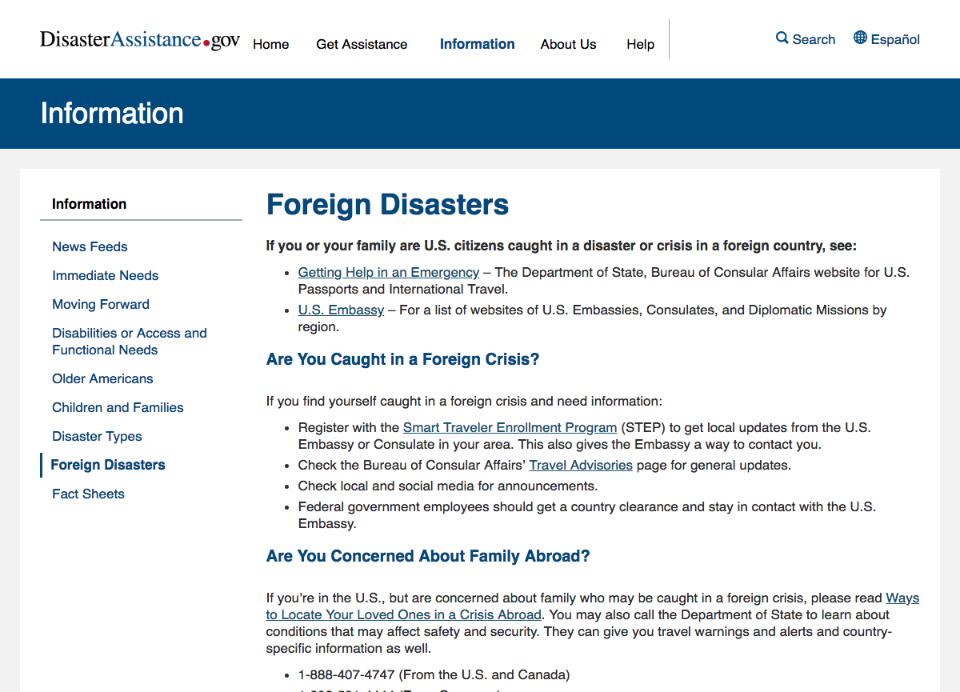 DisasterAssistance.gov
Home Get Assistance Information About Us Help
Search Español
Information
Information
News Feeds
Immediate Needs
Moving Forward
Disabilities or Access and
Functional Needs
Older Americans
Children and Families
Disaster Types
Foreign Disasters
Fact Sheets
Foreign Disasters
If you or your family are U.S. citizens caught in a disaster or crisis in a foreign country, see:
• Getting Help in an Emergency – The Department of State, Bureau of Consular Affairs website for U.S.
Passports and International Travel.
• U.S. Embassy – For a list of websites of U.S. Embassies, Consulates, and Diplomatic Missions by
region.
Are You Caught in a Foreign Crisis?
If you find yourself caught in a foreign crisis and need information:
• Register with the Smart Traveler Enrollment Program (STEP) to get local updates from the U.S.
Embassy or Consulate in your area. This also gives the Embassy a way to contact you.
• Check the Bureau of Consular Affairs’ Travel Advisories page for general updates.
• Check local and social media for announcements.
• Federal government employees should get a country clearance and stay in contact with the U.S.
Embassy.
Are You Concerned About Family Abroad?
If you’re in the U.S., but are concerned about family who may be caught in a foreign crisis, please read Ways
to Locate Your Loved Ones in a Crisis Abroad. You may also call the Department of State to learn about
conditions that may affect safety and security. They can give you travel warnings and alerts and country-
specific information as well.
• 1-888-407-4747 (From the U.S. and Canada)